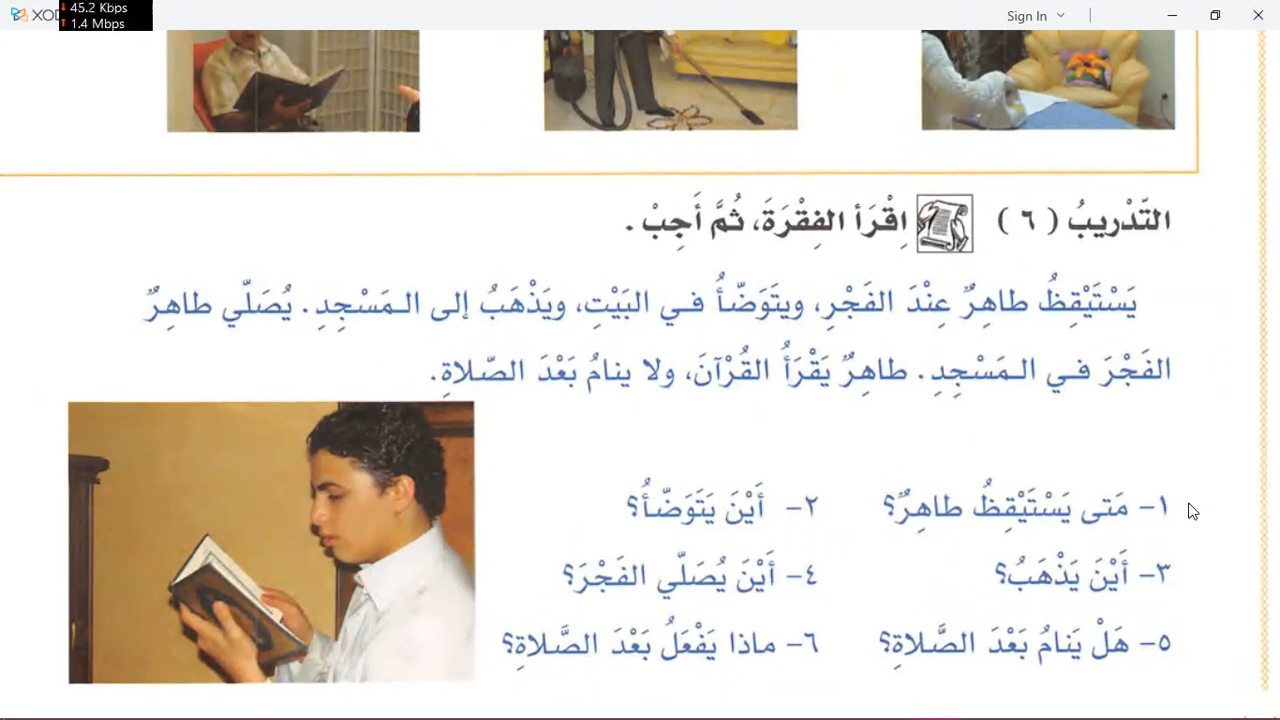 XOD
45.2 Kbps
1.4 Mbps
Sign In
التّدْريبُ ( ٦ ) اِقْرَأ الفِقْرَةَ، ثُمَّ أَجِبْ .
يَسْتَيْقِظُ طاهِرٌ عِنْدَ الفَجْرِ، ويتَوَضّأُ في البَيْتِ، ويَذْهَبُ إلى المَسْجِدِ. يُصَلّي طاهِرٌ
الفَجْرَ في المَسْجِدِ. طاهِرٌ يَقْرَأُ القُرْآنَ، ولا ينامُ بَعْدَ الصّلاةِ.
١- مَتى يَسْتَيْقِظُ طاهِرٌ؟ ٢- أَيْنَ يَتَوَضّأُ؟
٣- أَيْنَ يَذْهَبُ؟ ٤- أَيْنَ يُصَلّي الفَجْرَ؟
٥- هَلْ يَنامُ بَعْدَ الصَّلاةِ؟ ٦- ماذا يَفْعَلُ بَعْدَ الصَّلاةِ؟